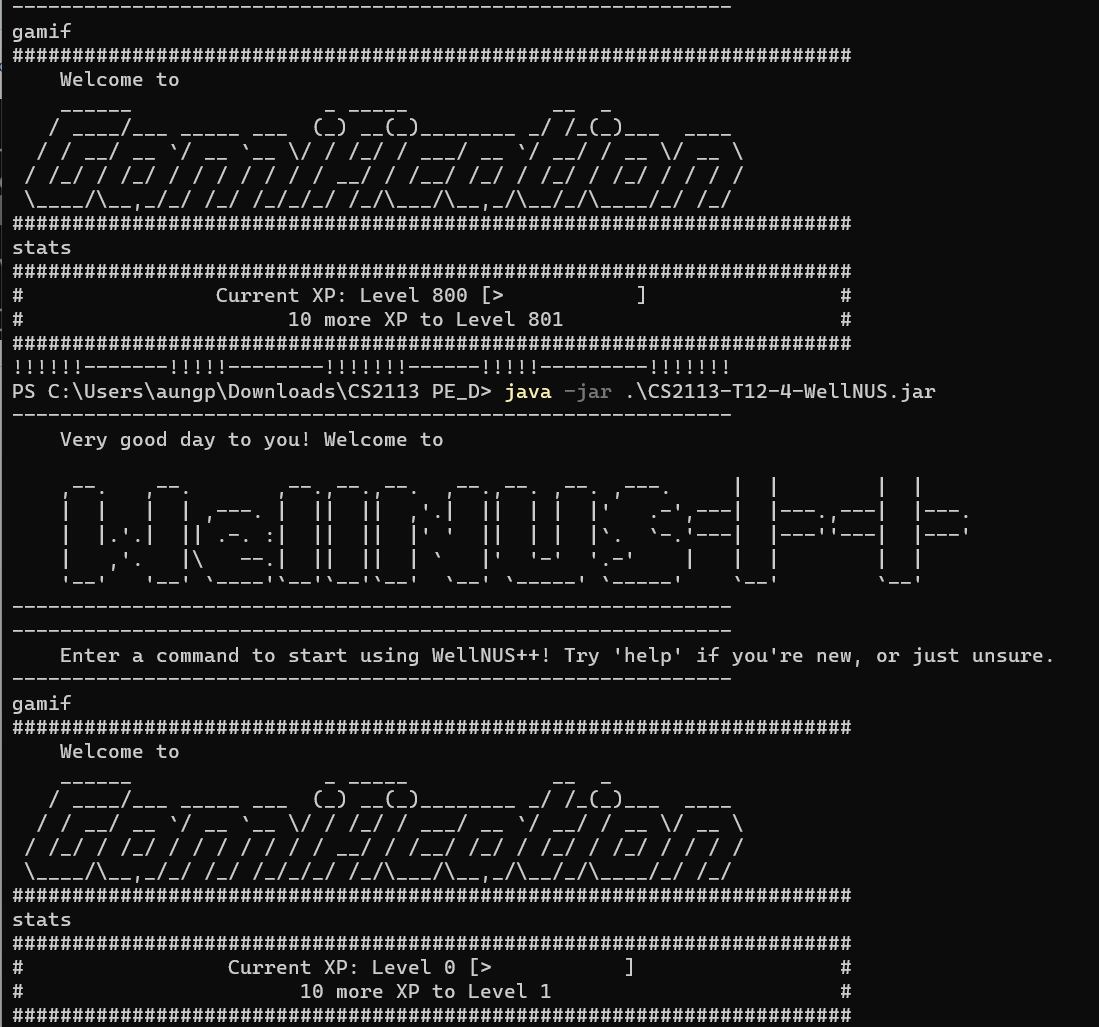 ------------------------------------------------------------
gamif
######################################################################
    Welcome to
    ______                _ _____            __  _
   / ____/___ _____ ___  (_) __(_)________ _/ /_(_)___  ____
  / / __/ __ `/ __ `__ \/ / /_/ / ___/ __ `/ __/ / __ \/ __ \
 / /_/ / /_/ / / / / / / / __/ / /__/ /_/ / /_/ / /_/ / / / /
 \____/\__,_/_/ /_/ /_/_/_/ /_/\___/\__,_/\__/_/\____/_/ /_/
######################################################################
stats
######################################################################
#                Current XP: Level 800 [>           ]                #
#                      10 more XP to Level 801                       #
######################################################################
!!!!!!-------!!!!!--------!!!!!!!------!!!!!---------!!!!!!!
PS C:\Users\aungp\Downloads\CS2113 PE_D> java -jar .\CS2113-T12-4-WellNUS.jar
------------------------------------------------------------
    Very good day to you! Welcome to
    ,--.   ,--.       ,--.,--.,--.  ,--.,--. ,--. ,---.     |  |        |  |
    |  |   |  | ,---. |  ||  ||  ,'.|  ||  | |  |'   .-',---|  |---.,---|  |---.
    |  |.'.|  || .-. :|  ||  ||  |' '  ||  | |  |`.  `-.'---|  |---''---|  |---'
    |   ,'.   |\   --.|  ||  ||  | `   |'  '-'  '.-'    |   |  |        |  |
    '--'   '--' `----'`--'`--'`--'  `--' `-----' `-----'    `--'        `--'
------------------------------------------------------------
------------------------------------------------------------
    Enter a command to start using WellNUS++! Try 'help' if you're new, or just unsure.
------------------------------------------------------------
gamif
######################################################################
    Welcome to
    ______                _ _____            __  _
   / ____/___ _____ ___  (_) __(_)________ _/ /_(_)___  ____
  / / __/ __ `/ __ `__ \/ / /_/ / ___/ __ `/ __/ / __ \/ __ \
 / /_/ / /_/ / / / / / / / __/ / /__/ /_/ / /_/ / /_/ / / / /
 \____/\__,_/_/ /_/ /_/_/_/ /_/\___/\__,_/\__/_/\____/_/ /_/
######################################################################
stats
######################################################################
#                 Current XP: Level 0 [>           ]                 #
#                       10 more XP to Level 1                        #
######################################################################